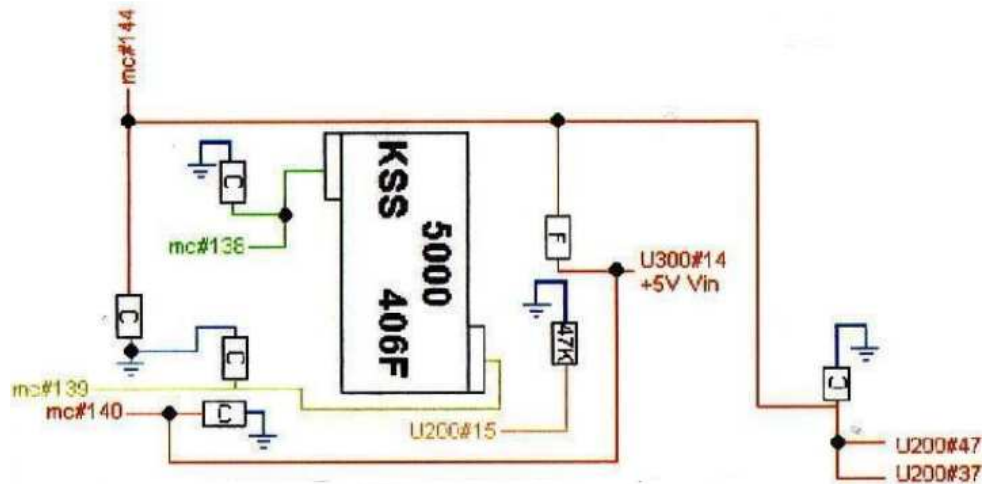 mc#144
C
mc#138
KSS 5000 406F
F
U300#14
+5V Vin
C
C
47K
C
mc#139
mc#140
C
U200#15
U200#47
U200#37